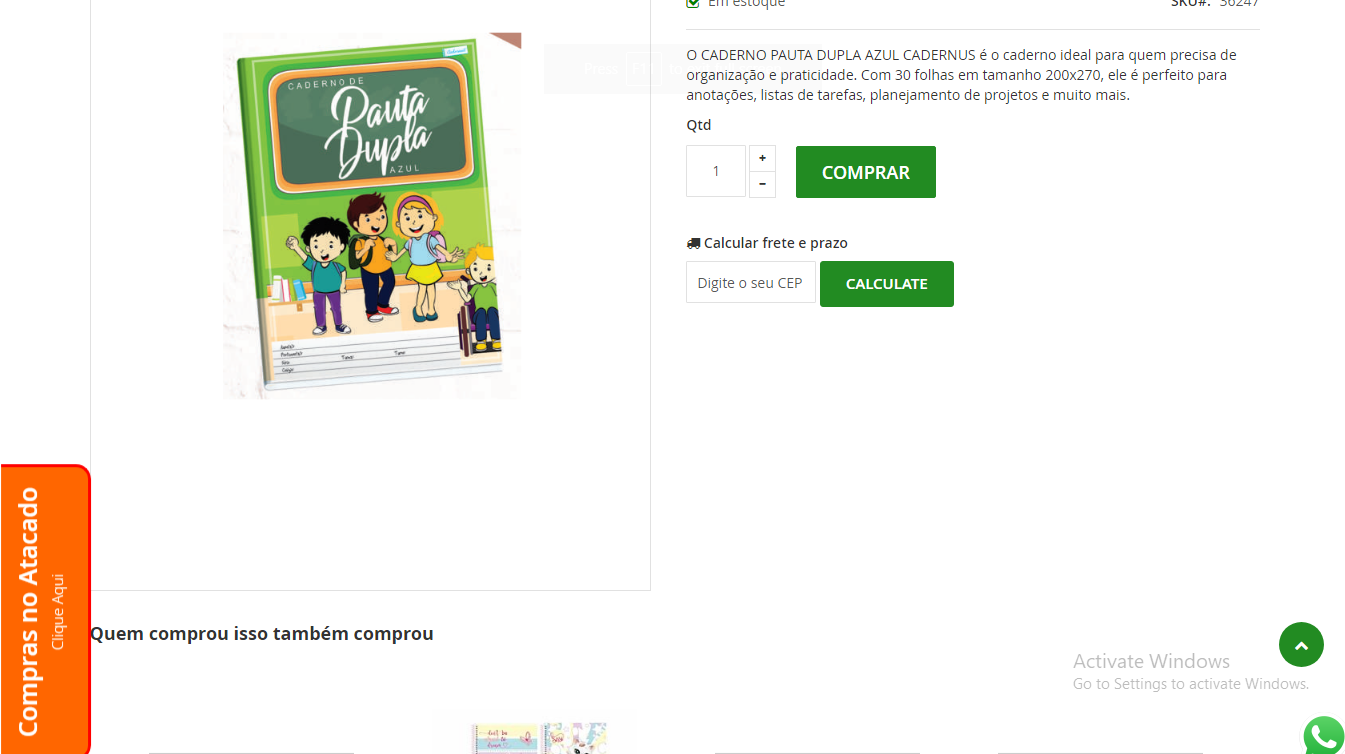 Em estoque
SKU#: 36247
O CADERNO PAUTA DUPLA AZUL CADERNUS é o caderno ideal para quem precisa de
organização e praticidade. Com 30 folhas em tamanho 200x270, ele é perfeito para
anotações, listas de tarefas, planejamento de projetos e muito mais.
Qtd
1
+
-
COMPRAR
Calcular frete e prazo
Digite o seu CEP
CALCULATE
CADERNO DE
Pauta
Dupla
AZUL
Compras no Atacado
Clique Aqui
Quem comprou isso também comprou
Activate Windows
Go to Settings to activate Windows.